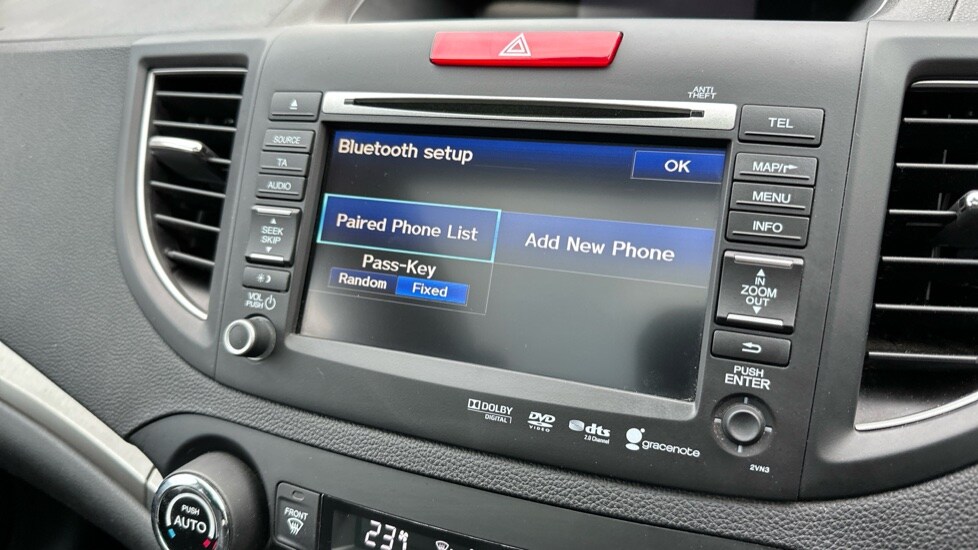 ANTI
THEFT
SOURCE
TA
AUDIO
SEEK
SKIP
VOL
PUSH
Bluetooth setup
OK
Paired Phone List
Add New Phone
Pass-Key
Random Fixed
TEL
MAP/
MENU
INFO
IN
ZOOM
OUT
PUSH
ENTER
2VN3
DOLBY
DIGITAL
DVD
VIDEO
dts
2.0 Channel
gracenote
PUSH
AUTO
FRONT
23